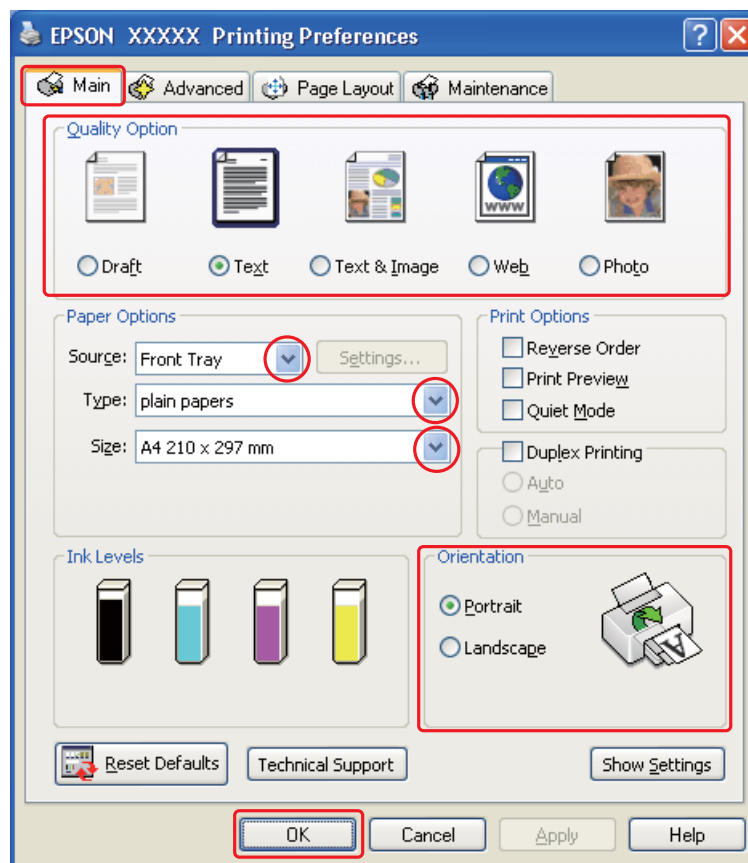 EPSON XXXXX Printing Preferences
Main Advanced Page Layout Maintenance
Quality Option
WWW
Draft Text Text & Image Web Photo
Paper Options
Source: Front Tray Settings...
Type: plain papers
Size: A4 210 x 297 mm
Print Options
Reverse Order
Print Preview
Quiet Mode
Duplex Printing
Auto
Manual
Ink Levels
Orientation
Portrait
Landscape
A
Reset Defaults Technical Support Show Settings
OK Cancel Apply Help